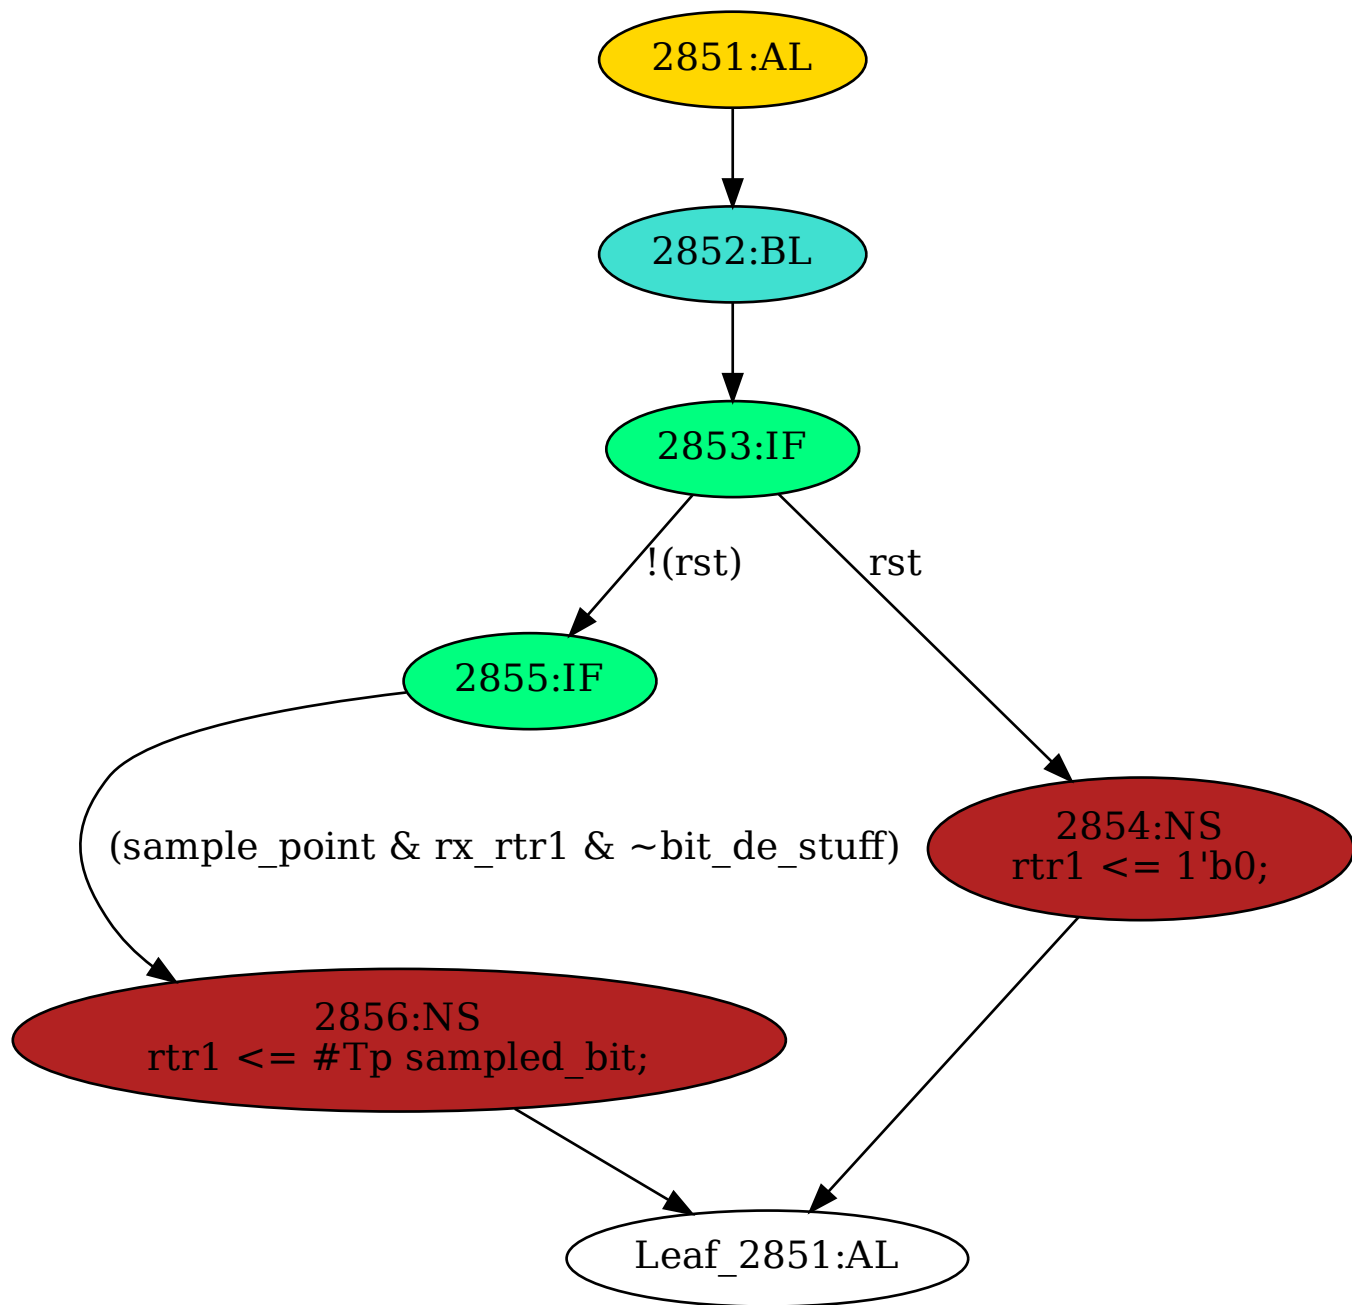 2851:AL
2852:BL
2853:IF
!(rst)
rst
2855:IF
2854:NS
rtr1 <= 1'b0;
(sample_point & rx_rtr1 & ~bit_de_stuff)
2856:NS
rtr1 <= #Tp sampled_bit;
Leaf_2851:AL